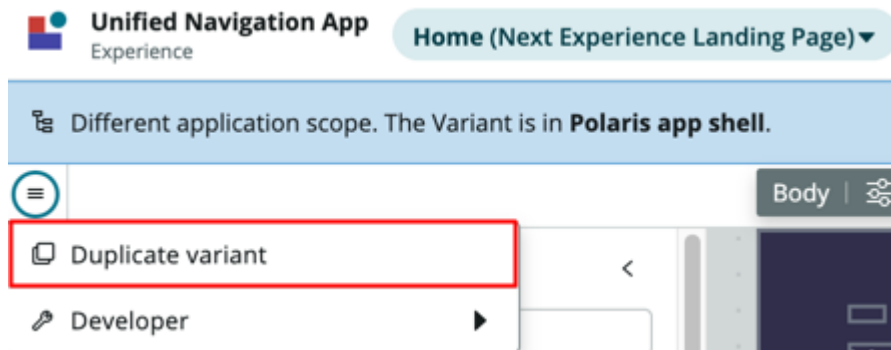 Unified Navigation App
Experience
Home (Next Experience Landing Page)
Different application scope. The Variant is in Polaris app shell.
Body
Duplicate variant
Developer